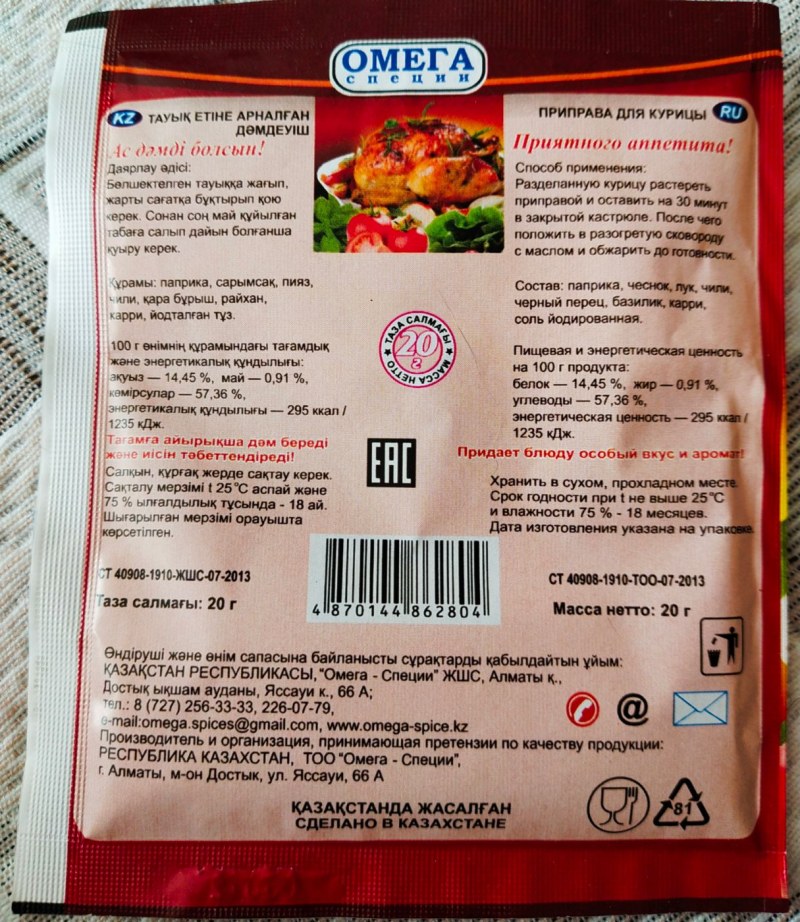 ОМЕГА
специи
KZ ТАУЫҚ ЕТІНЕ АРНАЛҒАН
ДӘМДЕУІШ
Ас дәмді болсын!
Даярлау әдісі:
Бөлшектелген тауыққа жағып,
жарты сағатқа бұқтырып қою
керек. Сонан соң май құйылған
табаға салып дайын болғанша
қуыру керек.
Құрамы: паприка, сарымсақ, пияз,
чили, қара бұрыш, райхан,
карри, йодталған тұз.
100 г өнімнің құрамындағы тағамдық
және энергетикалық құндылығы:
ақуыз — 14,45 %, май — 0,91 %,
көмірсулар — 57,36 %,
энергетикалық құндылығы — 295 ккал /
1235 кДж.
Тағамға айырықша дәм береді
және иісін тәбеттендіреді!
Салқын, құрғақ жерде сақтау керек.
Сақталу мерзімі t 25°С аспай және
75 % ылғалдылық тұсында - 18 ай.
Шығарылған мерзімі орауышта
көрсетілген.
СТ 40908-1910-ЖШС-07-2013
Таза салмағы: 20 г
ПРИПРАВА ДЛЯ КУРИЦЫ RU
Приятного аппетита!
Способ применения:
Разделанную курицу растереть
приправой и оставить на 30 минут
в закрытой кастрюле. После чего
положить в разогретую сковороду
с маслом и обжарить до готовности.
Состав: паприка, чеснок, лук, чили,
черный перец, базилик, карри,
соль йодированная.
Пищевая и энергетическая ценность
на 100 г продукта:
белок — 14,45 %, жир — 0,91 %,
углеводы — 57,36 %,
энергетическая ценность — 295 ккал /
1235 кДж.
Придает блюду особый вкус и аромат!
Хранить в сухом, прохладном месте.
Срок годности при t не выше 25°С
и влажности 75 % - 18 месяцев.
Дата изготовления указана на упаковке.
СТ 40908-1910-ТОО-07-2013
Масса нетто: 20 г
ТАЗА САЛМАҒЫ
20
г
МАССА НЕТТО
EAC
4 870144 862804
Өндіруші және өнім сапасына байланысты сұрақтарды қабылдайтын ұйым:
ҚАЗАҚСТАН РЕСПУБЛИКАСЫ, "Омега - Специи" ЖШС, Алматы қ.,
Достық ықшам ауданы, Яссауи к., 66 А;
тел.: 8 (727) 256-33-33, 226-07-79,
e-mail:omega.spices@gmail.com, www.omega-spice.kz
Производитель и организация, принимающая претензии по качеству продукции:
РЕСПУБЛИКА КАЗАХСТАН, ТОО "Омега - Специи",
г. Алматы, м-он Достык, ул. Яссауи, 66 А
@
ҚАЗАҚСТАНДА ЖАСАЛҒАН
СДЕЛАНО В КАЗАХСТАНЕ
81